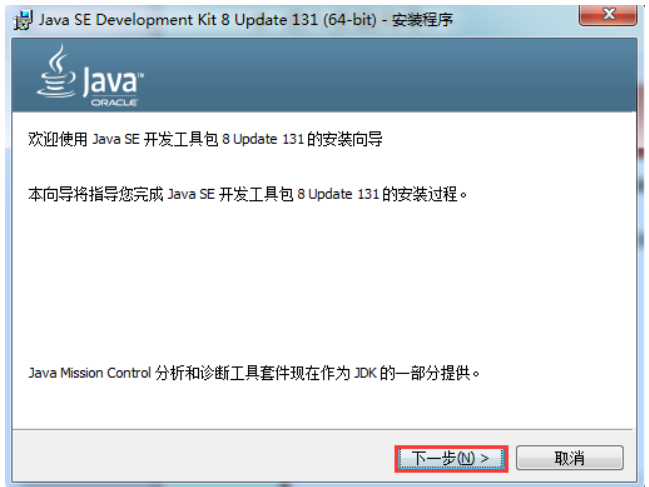 Java SE Development Kit 8 Update 131 (64-bit) - 安装程序
Java™
ORACLE
欢迎使用 Java SE 开发工具包 8 Update 131 的安装向导
本向导将指导您完成 Java SE 开发工具包 8 Update 131 的安装过程。
Java Mission Control 分析和诊断工具套件现在作为 JDK 的一部分提供。
下一步(N) >
取消